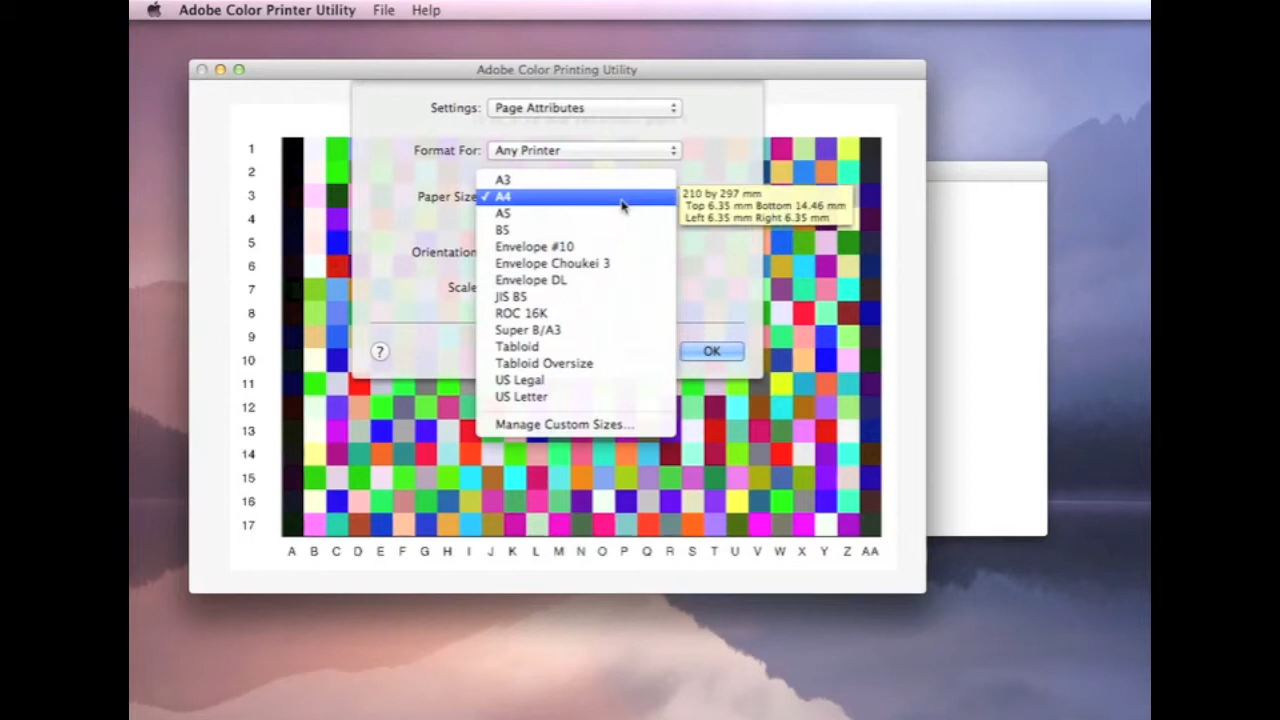 Adobe Color Printer Utility File Help
Adobe Color Printing Utility
Settings: Page Attributes
Format For: Any Printer
Paper Size
A3
✓ A4
A5
B5
Envelope #10
Envelope Choukei 3
Envelope DL
JIS B5
ROC 16K
Super B/A3
Tabloid
Tabloid Oversize
US Legal
US Letter
Manage Custom Sizes...
210 by 297 mm
Top 6.35 mm Bottom 14.46 mm
Left 6.35 mm Right 6.35 mm
Orientation
Scale
? OK
1
2
3
4
5
6
7
8
9
10
11
12
13
14
15
16
17
A B C D E F G H I J K L M N O P Q R S T U V W X Y Z AA